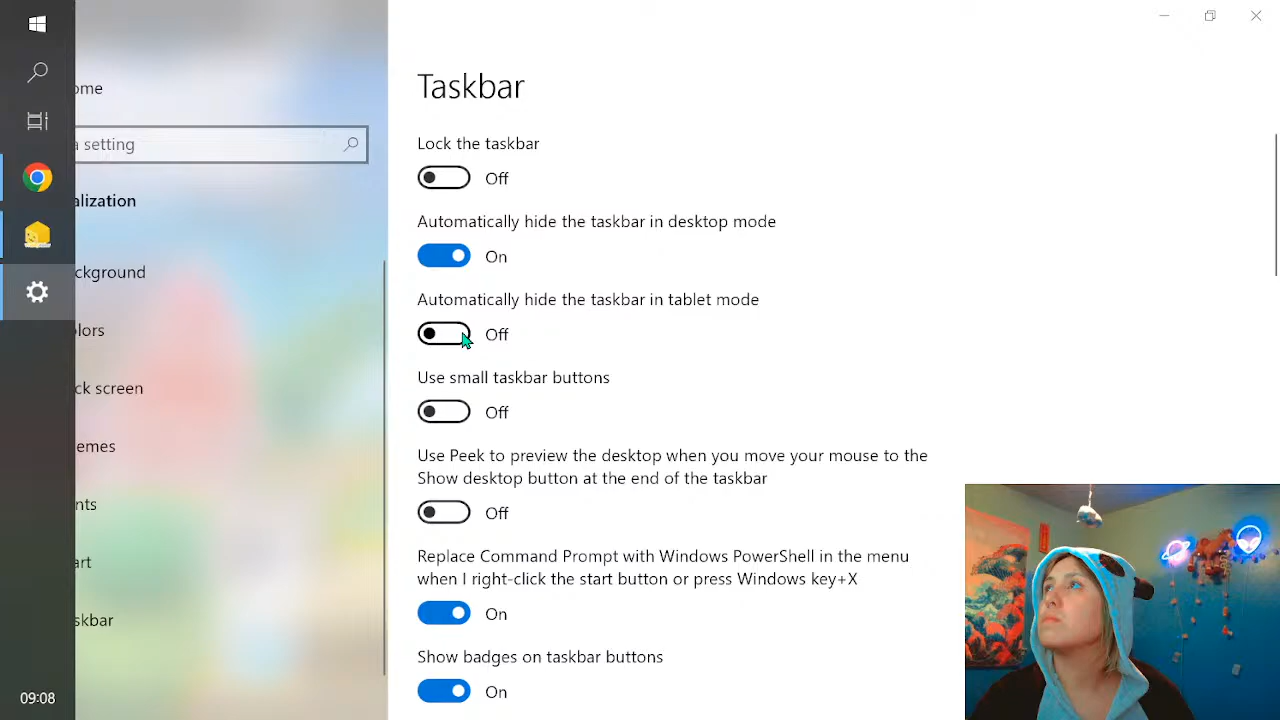 ome
a setting
alization
ckground
lors
ck screen
emes
nts
art
skbar
09:08
Taskbar
Lock the taskbar
Off
Automatically hide the taskbar in desktop mode
On
Automatically hide the taskbar in tablet mode
Off
Use small taskbar buttons
Off
Use Peek to preview the desktop when you move your mouse to the
Show desktop button at the end of the taskbar
Off
Replace Command Prompt with Windows PowerShell in the menu
when I right-click the start button or press Windows key+X
On
Show badges on taskbar buttons
On